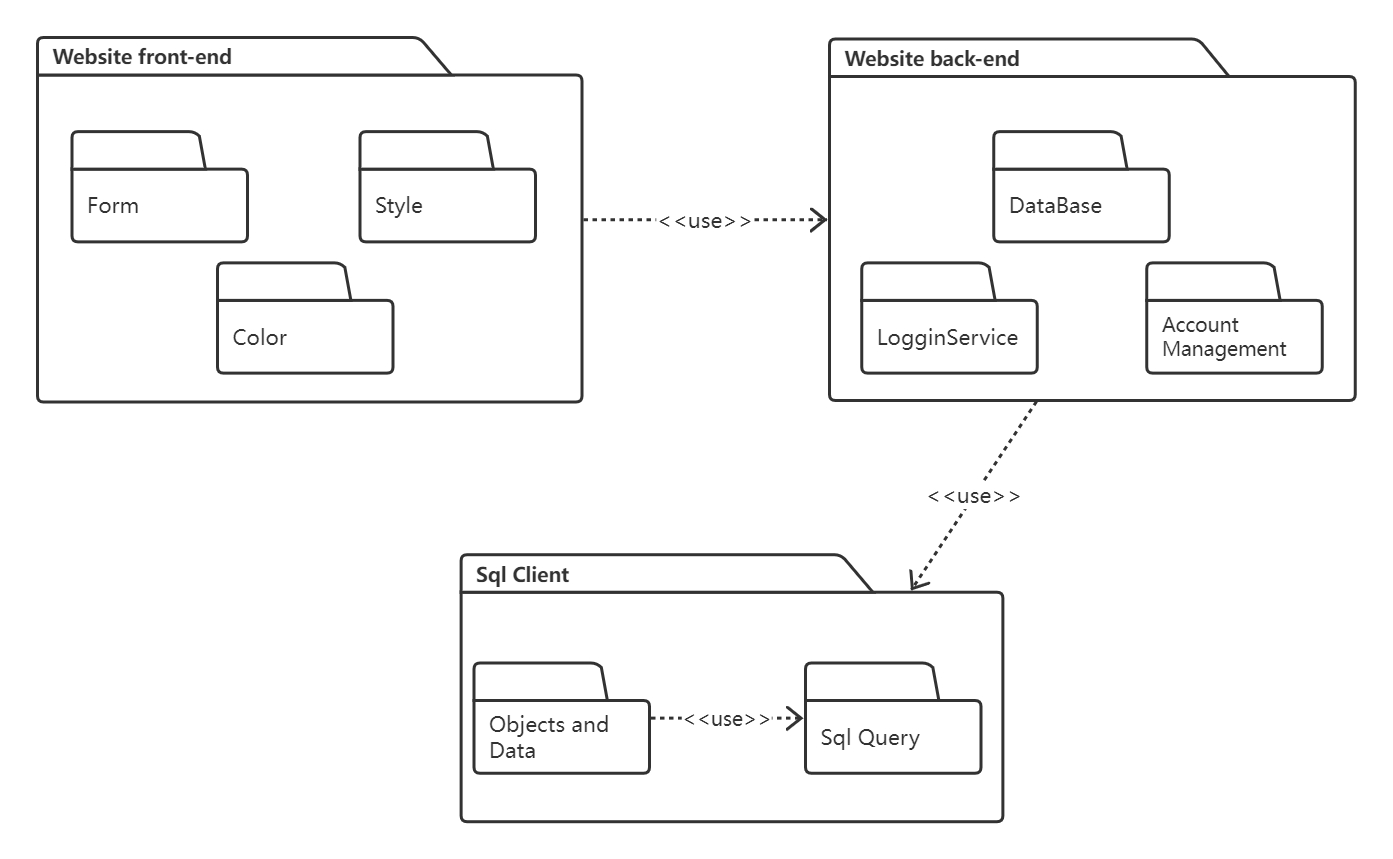 Website front-end
Form
Style
Color
<<use>>
Website back-end
DataBase
LogginService
Account
Management
<<use>>
Sql Client
Objects and
Data
<<use>>
Sql Query